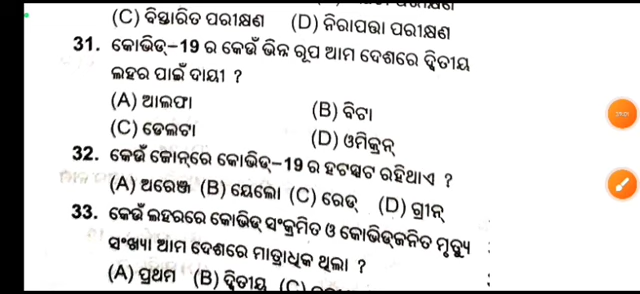 (C) ବିସ୍ତାରିତ ପରୀକ୍ଷଣ (D) ନିରାପତ୍ତା ପରୀକ୍ଷଣ
31. କୋଭିଡ୍-19 ର କେଉଁ ଭିନ୍ନ ରୂପ ଆମ ଦେଶରେ ଦ୍ୱିତୀୟ
ଲହର ପାଇଁ ଦାୟୀ ?
(A) ଆଲଫା (B) ବିଟା
(C) ଡେଲଟା (D) ଓମିକ୍ରନ୍
32. କେଉଁ ଜୋନ୍‌ରେ କୋଭିଡ୍-19 ର ହଟସ୍ପଟ ରହିଥାଏ ?
(A) ଅରେଞ୍ଜ (B) ୟେଲୋ (C) ରେଡ୍ (D) ଗ୍ରୀନ୍
33. କେଉଁ ଲହରରେ କୋଭିଡ୍ ସଂକ୍ରମିତ ଓ କୋଭିଡ୍‌ଜନିତ ମୃତ୍ୟୁ
ସଂଖ୍ୟା ଆମ ଦେଶରେ ମାତ୍ରାଧିକ ଥିଲା ?
(A) ପ୍ରଥମ (B) ଦ୍ୱିତୀୟ (C)